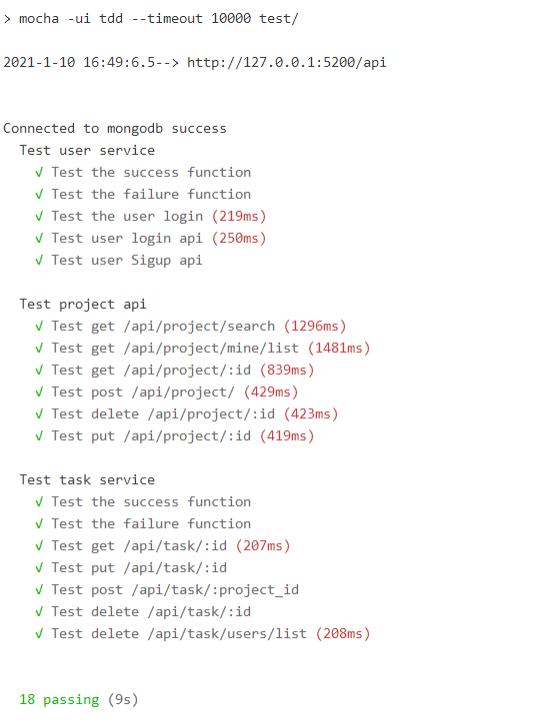 > mocha -ui tdd --timeout 10000 test/
2021-1-10 16:49:6.5--> http://127.0.0.1:5200/api
Connected to mongodb success
Test user service
√ Test the success function
√ Test the failure function
√ Test the user login (219ms)
√ Test user login api (250ms)
√ Test user Sigup api
Test project api
√ Test get /api/project/search (1296ms)
√ Test get /api/project/mine/list (1481ms)
√ Test get /api/project/:id (839ms)
√ Test post /api/project/ (429ms)
√ Test delete /api/project/:id (423ms)
√ Test put /api/project/:id (419ms)
Test task service
√ Test the success function
√ Test the failure function
√ Test get /api/task/:id (207ms)
√ Test put /api/task/:id
√ Test post /api/task/:project_id
√ Test delete /api/task/:id
√ Test delete /api/task/users/list (208ms)
18 passing (9s)